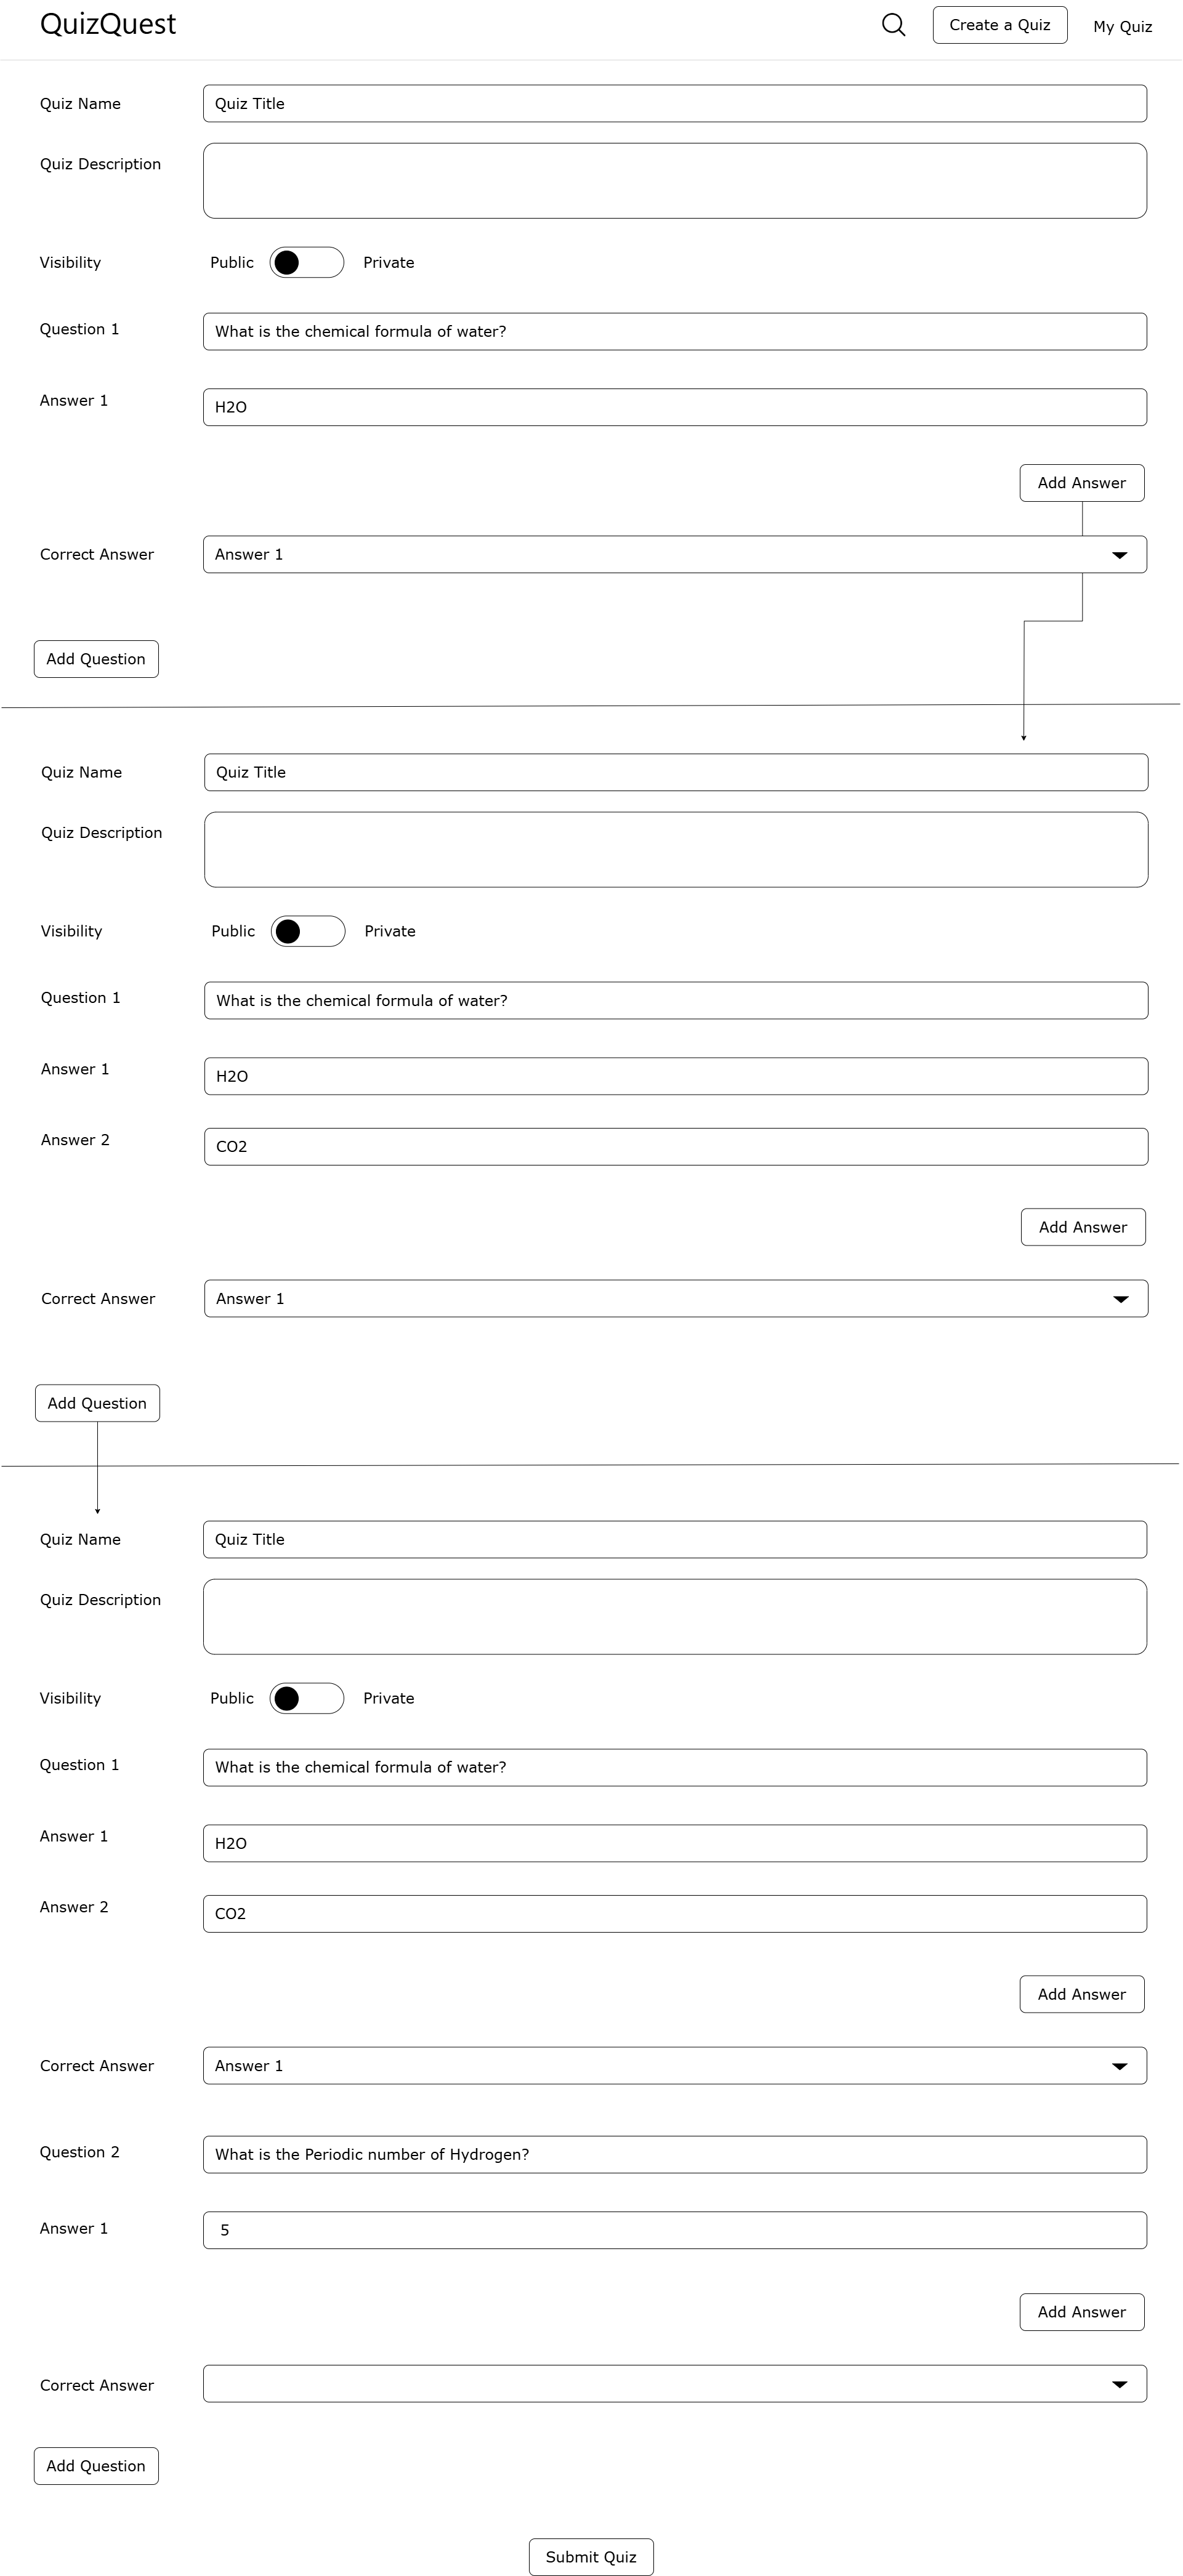 QuizQuest
Create a Quiz
My Quiz
Quiz Name
Quiz Title
Quiz Description
Visibility
Public
Private
Question 1
What is the chemical formula of water?
Answer 1
H2O
Add Answer
Correct Answer
Answer 1
Add Question
Quiz Name
Quiz Title
Quiz Description
Visibility
Public
Private
Question 1
What is the chemical formula of water?
Answer 1
H2O
Answer 2
CO2
Add Answer
Correct Answer
Answer 1
Add Question
Quiz Name
Quiz Title
Quiz Description
Visibility
Public
Private
Question 1
What is the chemical formula of water?
Answer 1
H2O
Answer 2
CO2
Add Answer
Correct Answer
Answer 1
Question 2
What is the Periodic number of Hydrogen?
Answer 1
5
Add Answer
Correct Answer
Add Question
Submit Quiz